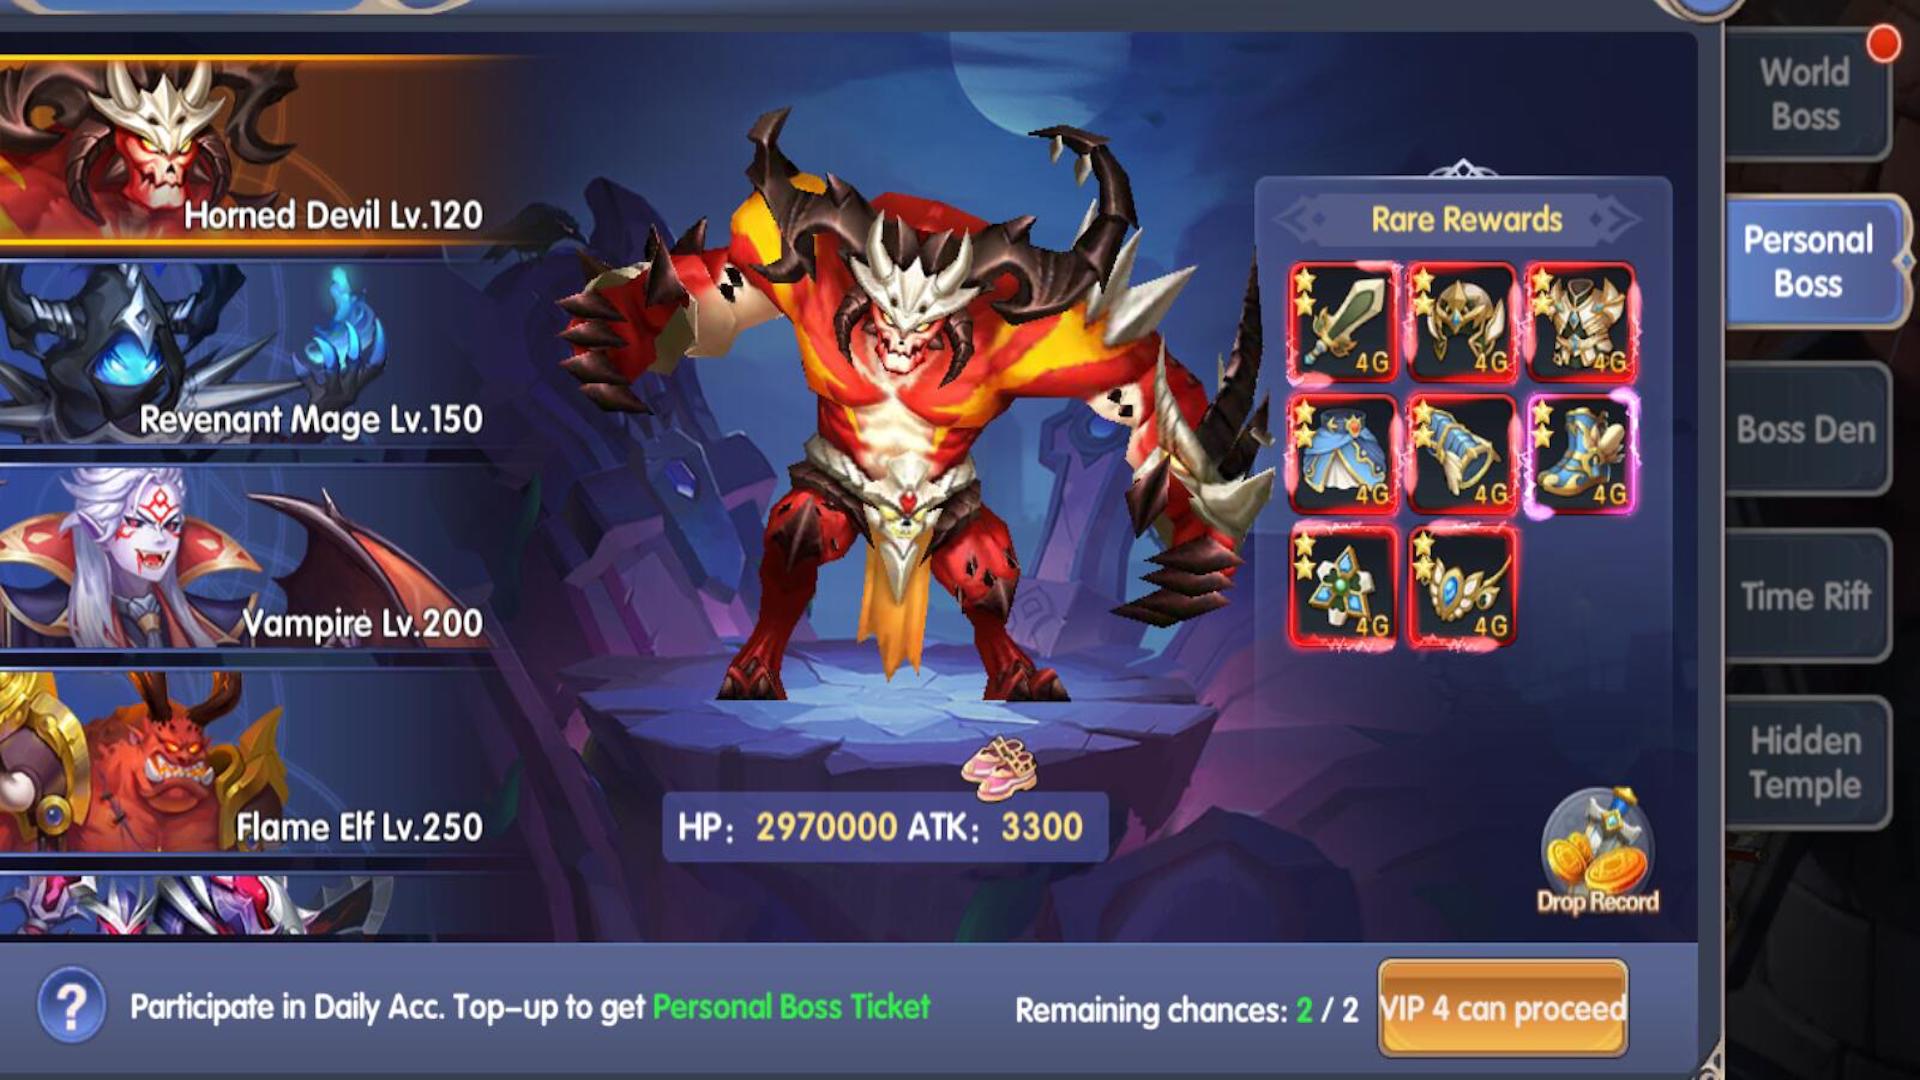 Horned Devil Lv.120
Revenant Mage Lv.150
Vampire Lv.200
Flame Elf Lv.250
HP: 2970000 ATK: 3300
Rare Rewards
4G
4G
4G
4G
4G
4G
4G
4G
Drop Record
World
Boss
Personal
Boss
Boss Den
Time Rift
Hidden
Temple
?
Participate in Daily Acc. Top-up to get Personal Boss Ticket
Remaining chances: 2 / 2
VIP 4 can proceed